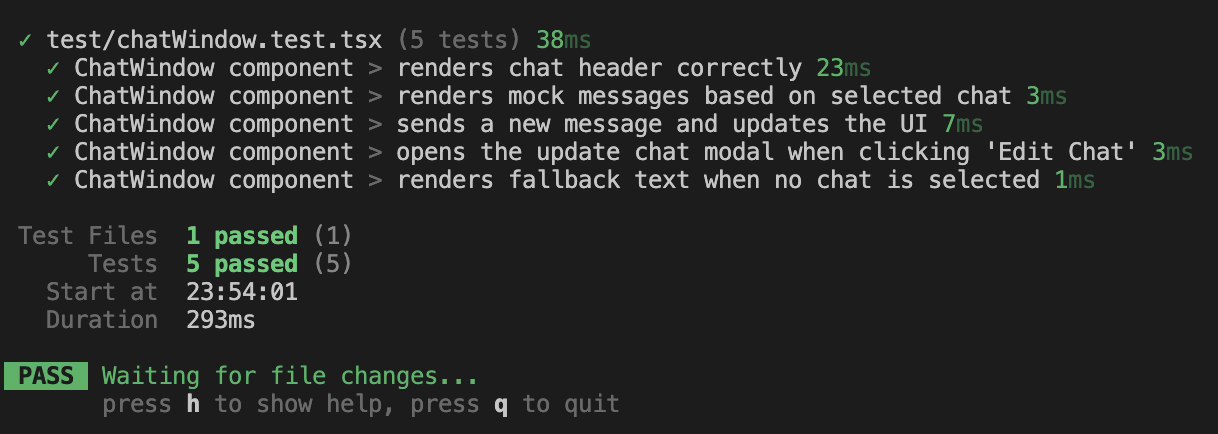 ✓ test/chatWindow.test.tsx (5 tests) 38ms
✓ ChatWindow component > renders chat header correctly 23ms
✓ ChatWindow component > renders mock messages based on selected chat 3ms
✓ ChatWindow component > sends a new message and updates the UI 7ms
✓ ChatWindow component > opens the update chat modal when clicking 'Edit Chat' 3ms
✓ ChatWindow component > renders fallback text when no chat is selected 1ms
Test Files 1 passed (1)
Tests 5 passed (5)
Start at 23:54:01
Duration 293ms
PASS Waiting for file changes...
press h to show help, press q to quit